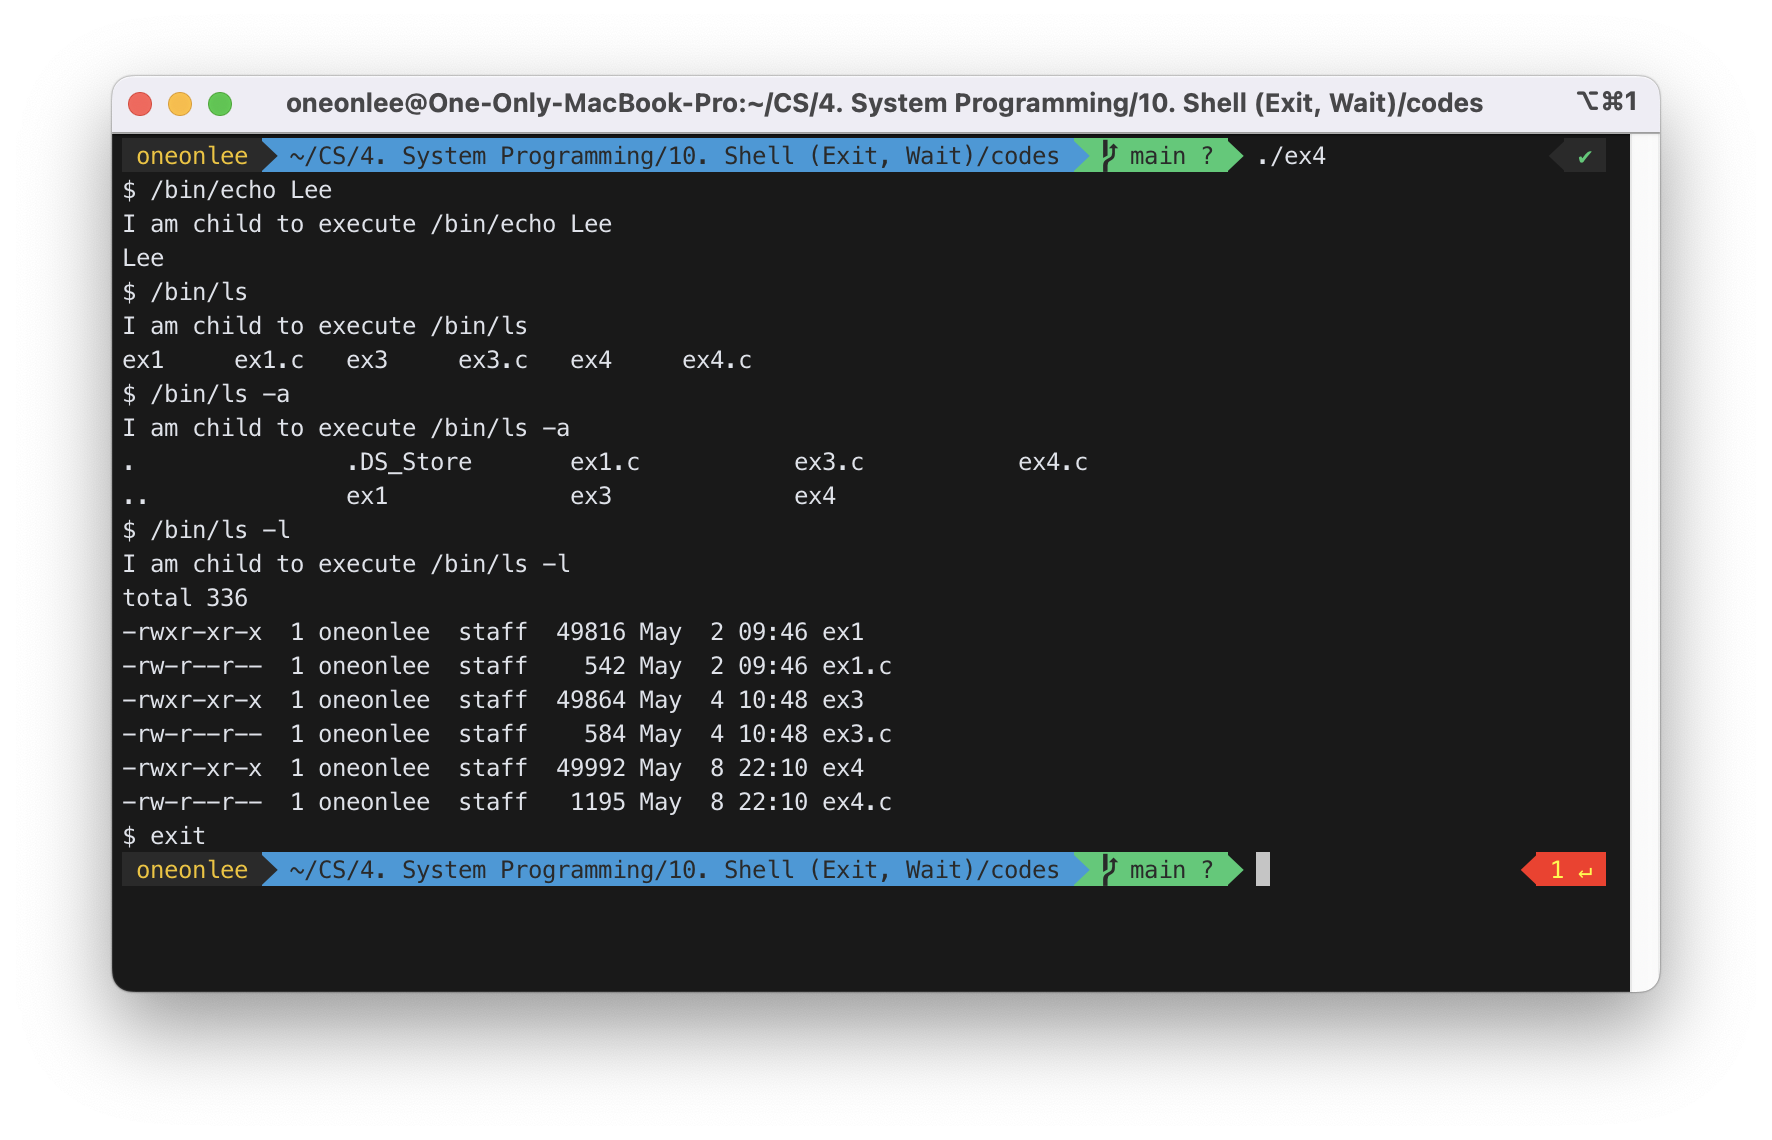 oneonlee@One-Only-MacBook-Pro:~/CS/4. System Programming/10. Shell (Exit, Wait)/codes ⌥⌘1
oneonlee ~/CS/4. System Programming/10. Shell (Exit, Wait)/codes main ? ./ex4 ✔
$ /bin/echo Lee
I am child to execute /bin/echo Lee
Lee
$ /bin/ls
I am child to execute /bin/ls
ex1     ex1.c   ex3     ex3.c   ex4     ex4.c
$ /bin/ls -a
I am child to execute /bin/ls -a
.               .DS_Store       ex1.c           ex3.c           ex4.c
..              ex1             ex3             ex4
$ /bin/ls -l
I am child to execute /bin/ls -l
total 336
-rwxr-xr-x  1 oneonlee  staff  49816 May  2 09:46 ex1
-rw-r--r--  1 oneonlee  staff    542 May  2 09:46 ex1.c
-rwxr-xr-x  1 oneonlee  staff  49864 May  4 10:48 ex3
-rw-r--r--  1 oneonlee  staff    584 May  4 10:48 ex3.c
-rwxr-xr-x  1 oneonlee  staff  49992 May  8 22:10 ex4
-rw-r--r--  1 oneonlee  staff   1195 May  8 22:10 ex4.c
$ exit
oneonlee ~/CS/4. System Programming/10. Shell (Exit, Wait)/codes main ? 1 ↵